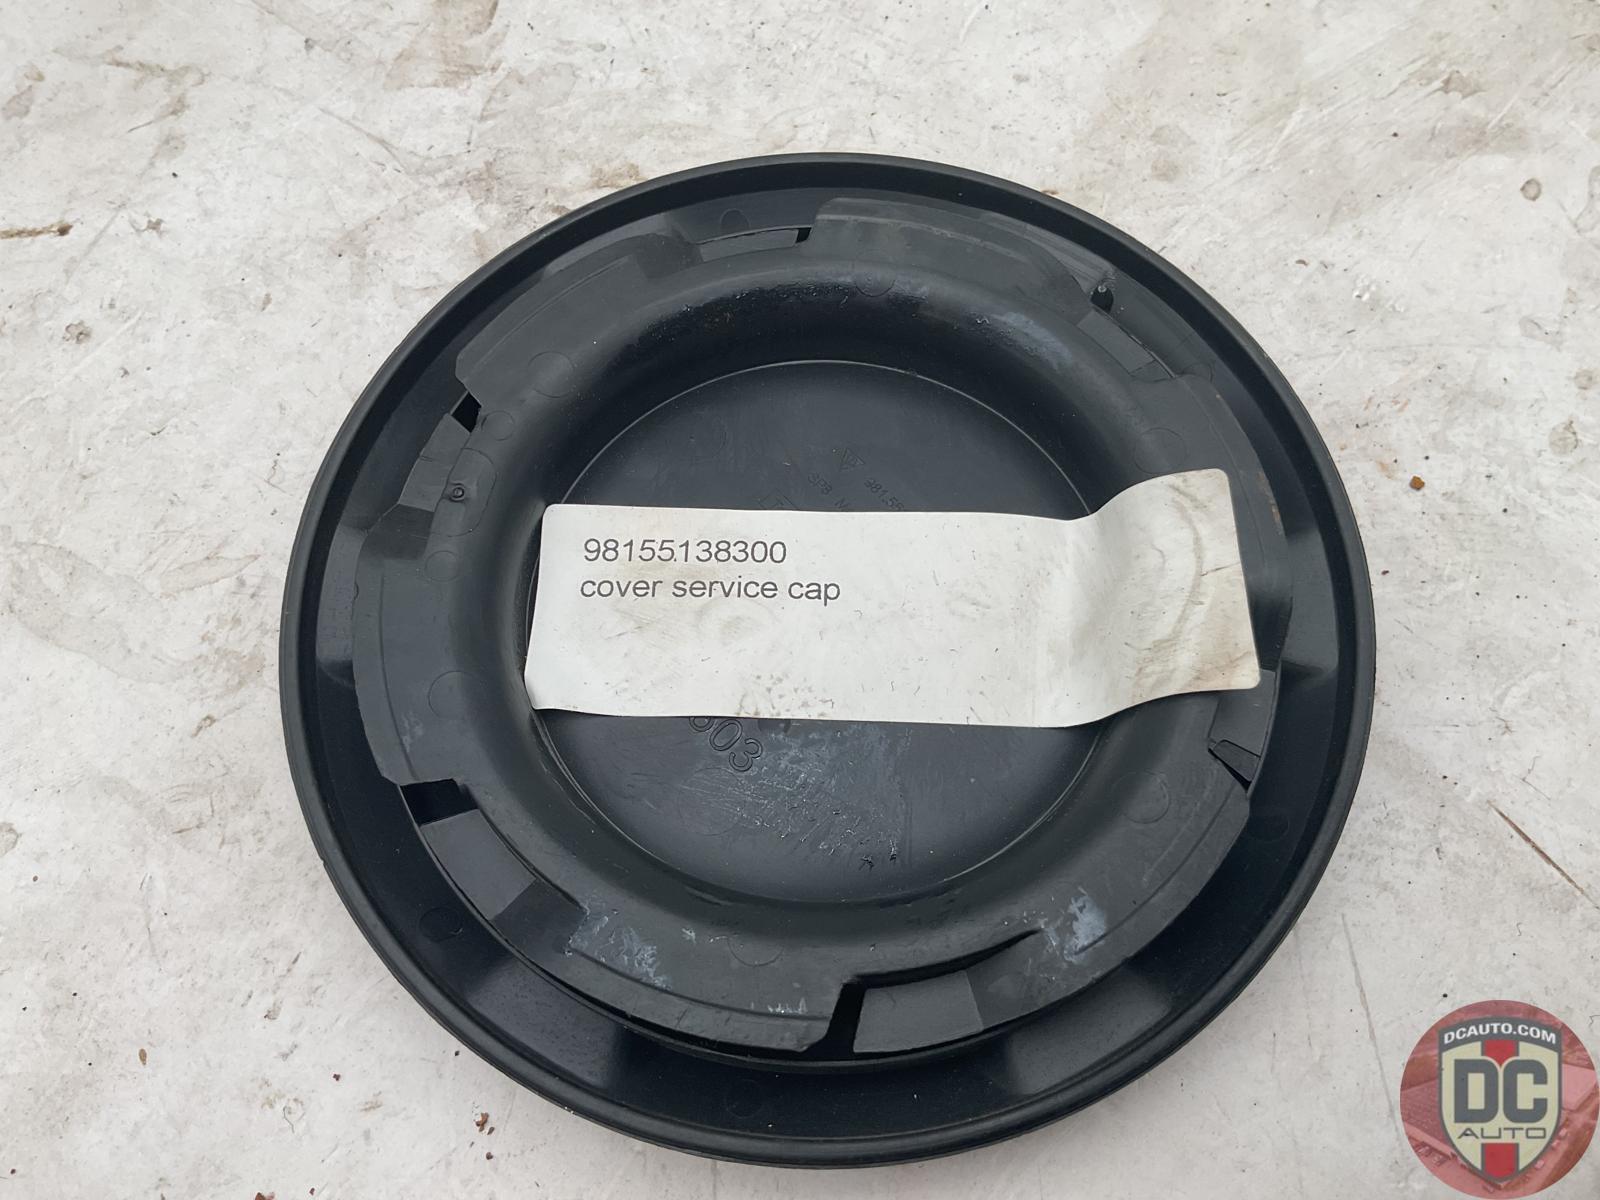 98155138300
cover service cap
DCAUTO.COM
DC
AUTO